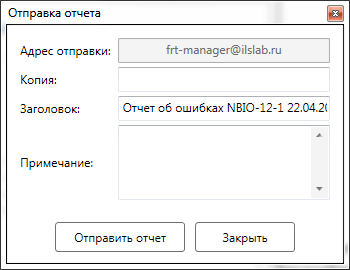 Отправка отчета
Адрес отправки: frt-manager@ilslab.ru
Копия:
Заголовок: Отчет об ошибках NBIO-12-1 22.04.20
Примечание:
Отправить отчет Закрыть